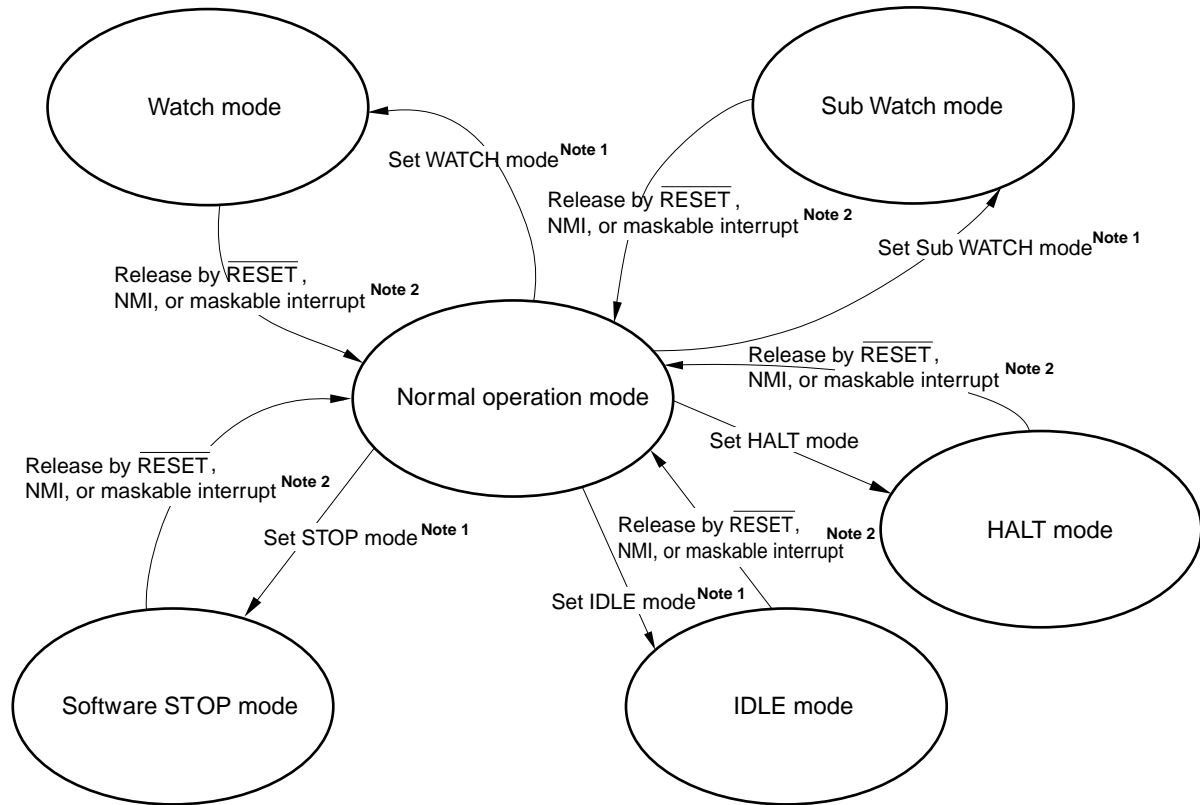 Watch mode
Sub Watch mode
Set WATCH mode Note 1
Release by RESET,
NMI, or maskable interrupt Note 2
Set Sub WATCH mode Note 1
Release by RESET,
NMI, or maskable interrupt Note 2
Release by RESET,
NMI, or maskable interrupt Note 2
Normal operation mode
Set HALT mode
Release by RESET,
NMI, or maskable interrupt Note 2
Release by RESET,
NMI, or maskable interrupt Note 2
Set STOP mode Note 1
HALT mode
Set IDLE mode Note 1
Software STOP mode
IDLE mode